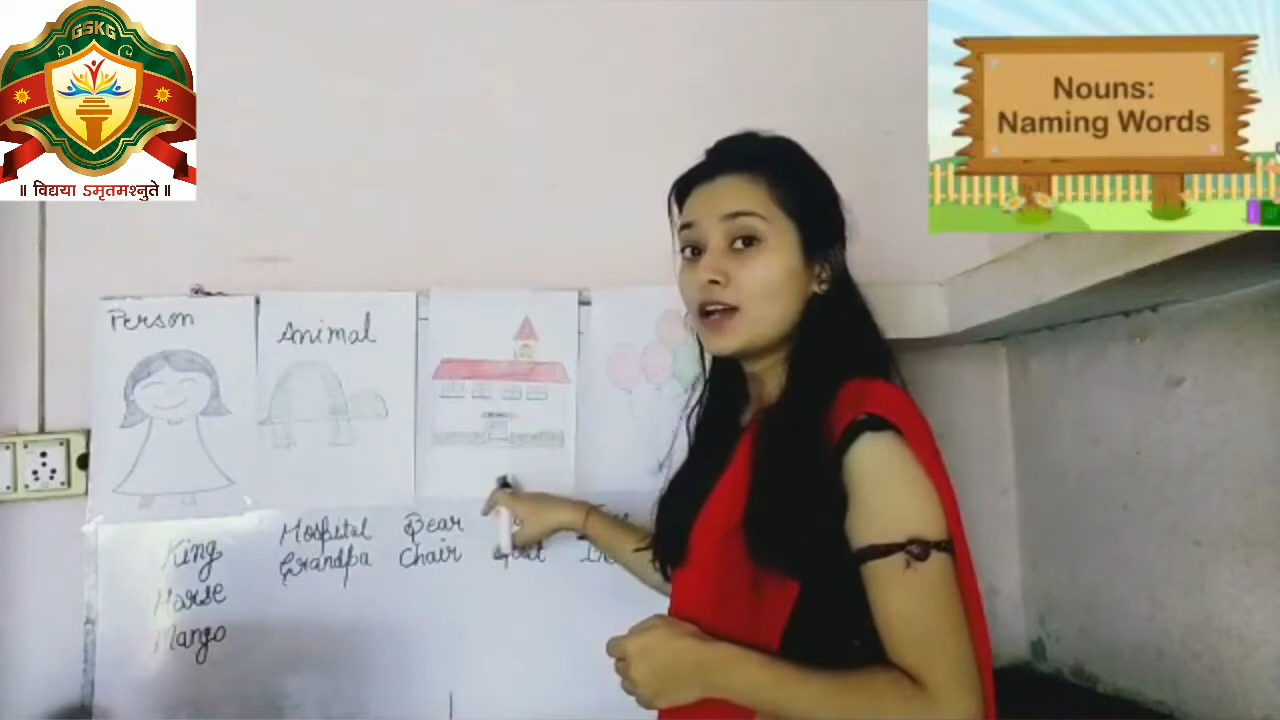 GSKG
॥ विद्यया ऽमृतमश्नुते ॥
Nouns:
Naming Words
Person
Animal
Hospital Bear
Grandpa Chair
King
Horse
Mango